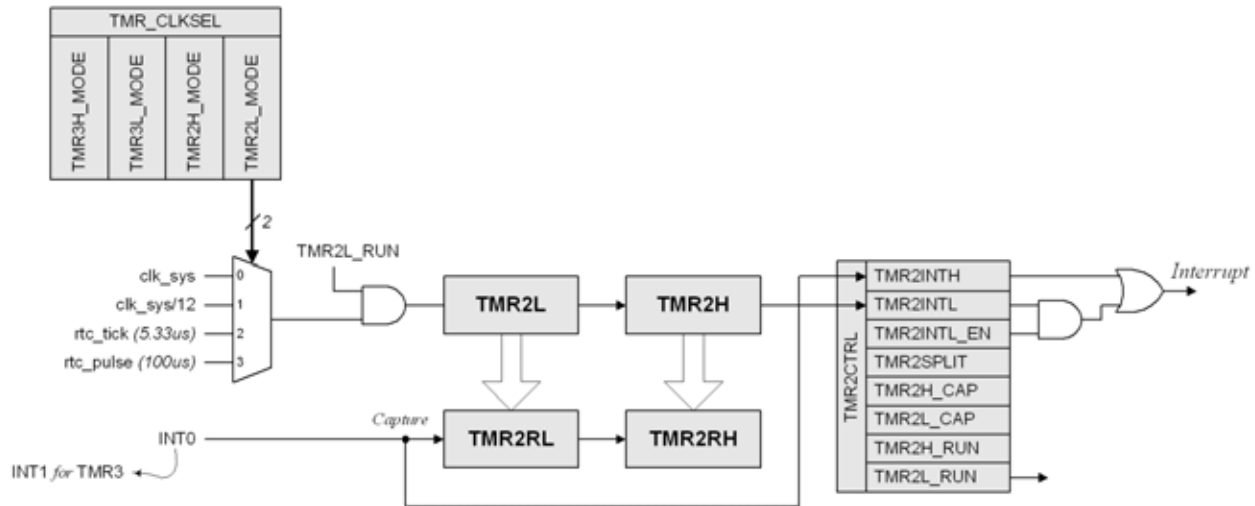 TMR_CLKSEL
TMR3H_MODE
TMR3L_MODE
TMR2H_MODE
TMR2L_MODE
2
TMR2L_RUN
clk_sys 0
clk_sys/12 1
rtc_tick (5.33us) 2
rtc_pulse (100us) 3
TMR2L
TMR2H
Capture
INT0
TMR2RL
TMR2RH
INT1 for TMR3
TMR2CTRL
TMR2INTH
TMR2INTL
TMR2INTL_EN
TMR2SPLIT
TMR2H_CAP
TMR2L_CAP
TMR2H_RUN
TMR2L_RUN
Interrupt